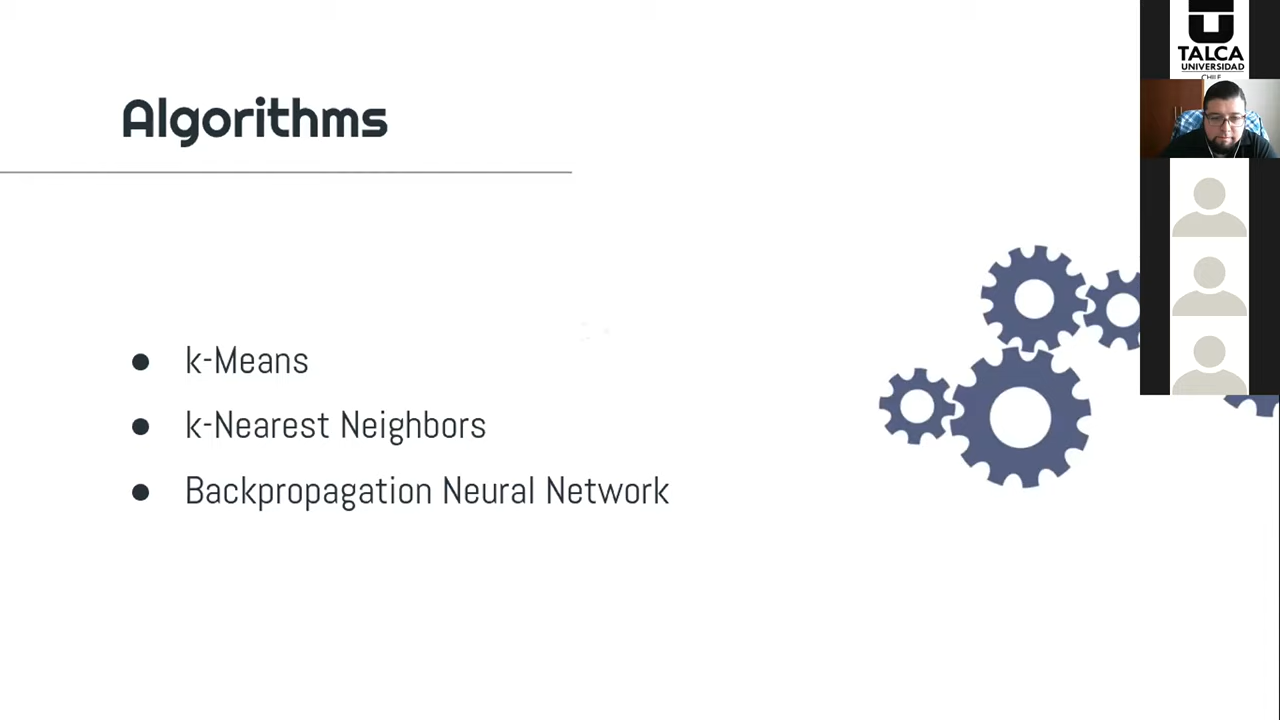 Algorithms
● k-Means
● k-Nearest Neighbors
● Backpropagation Neural Network
TALCA
UNIVERSIDAD
CHILE